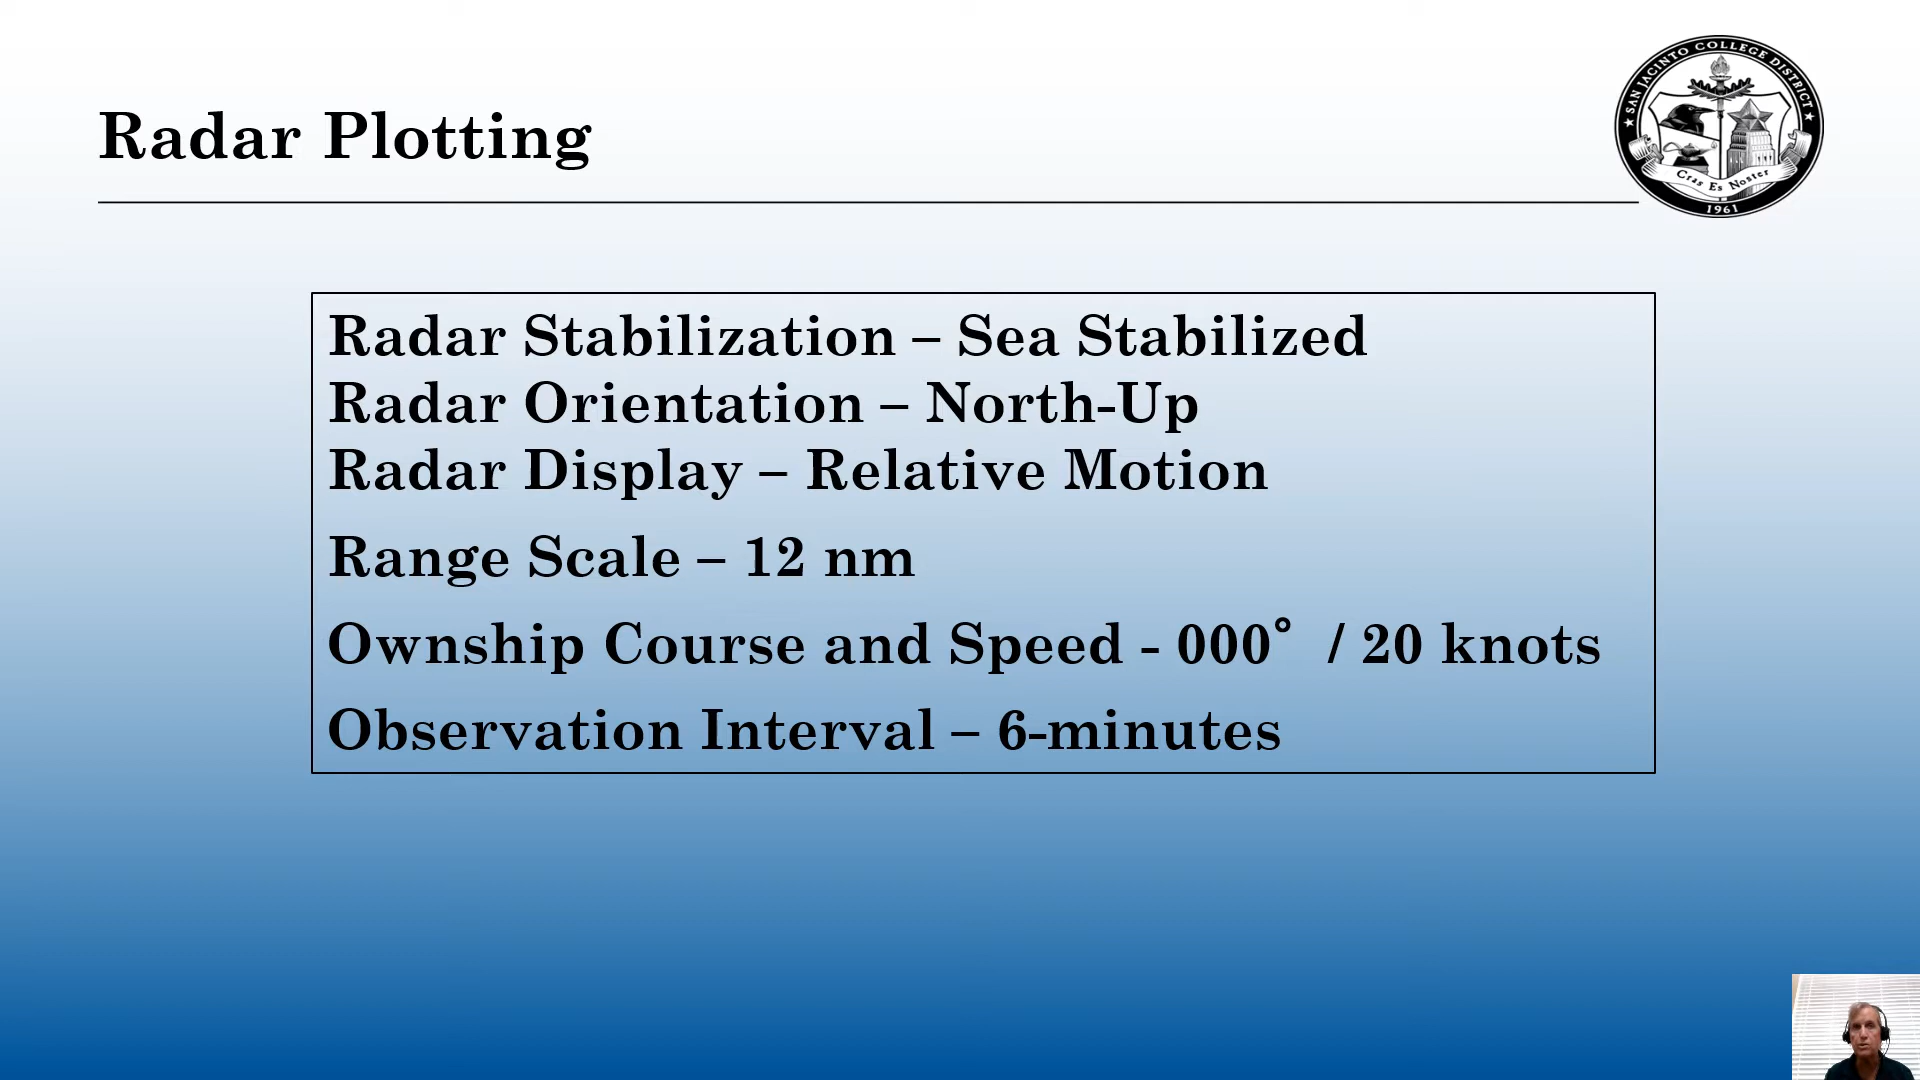 Radar Plotting
SAN JACINTO COLLEGE DISTRICT
Cras Es Noster
1961
Radar Stabilization – Sea Stabilized
Radar Orientation – North-Up
Radar Display – Relative Motion
Range Scale – 12 nm
Ownship Course and Speed - 000° / 20 knots
Observation Interval – 6-minutes